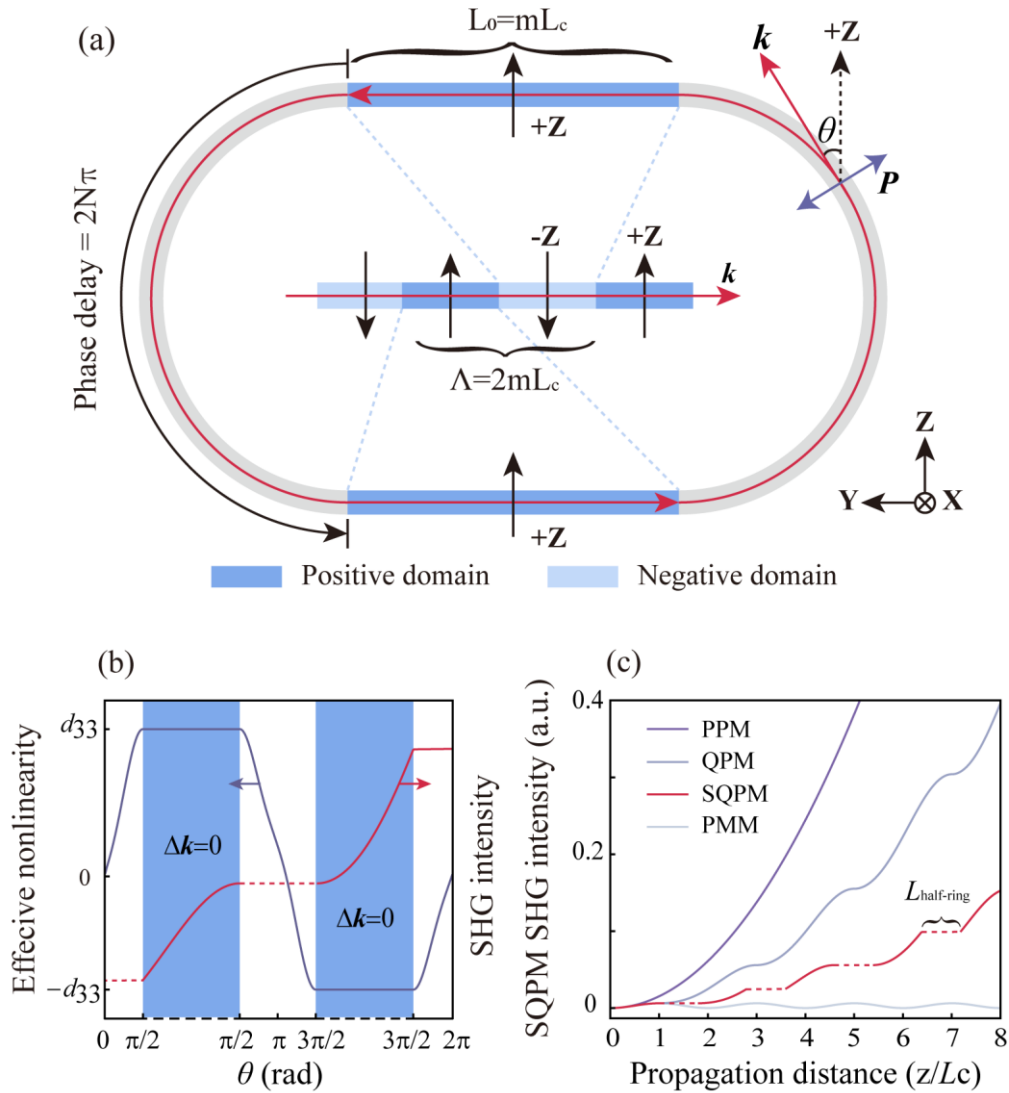 (a)
L₀=mLc
+Z
k
+Z
θ
P
Phase delay = 2Nπ
-Z
+Z
k
Λ=2mLc
Z
Y
X
+Z
Positive domain
Negative domain
(b)
Effecive nonlinearity
d33
0
−d33
Δk=0
Δk=0
SHG intensity
0
π/2
π/2
π
3π/2
3π/2
2π
θ (rad)
(c)
SQPM SHG intensity (a.u.)
0.4
0.2
0
PPM
QPM
SQPM
PMM
Lhalf-ring
0 1 2 3 4 5 6 7 8
Propagation distance (z/Lc)